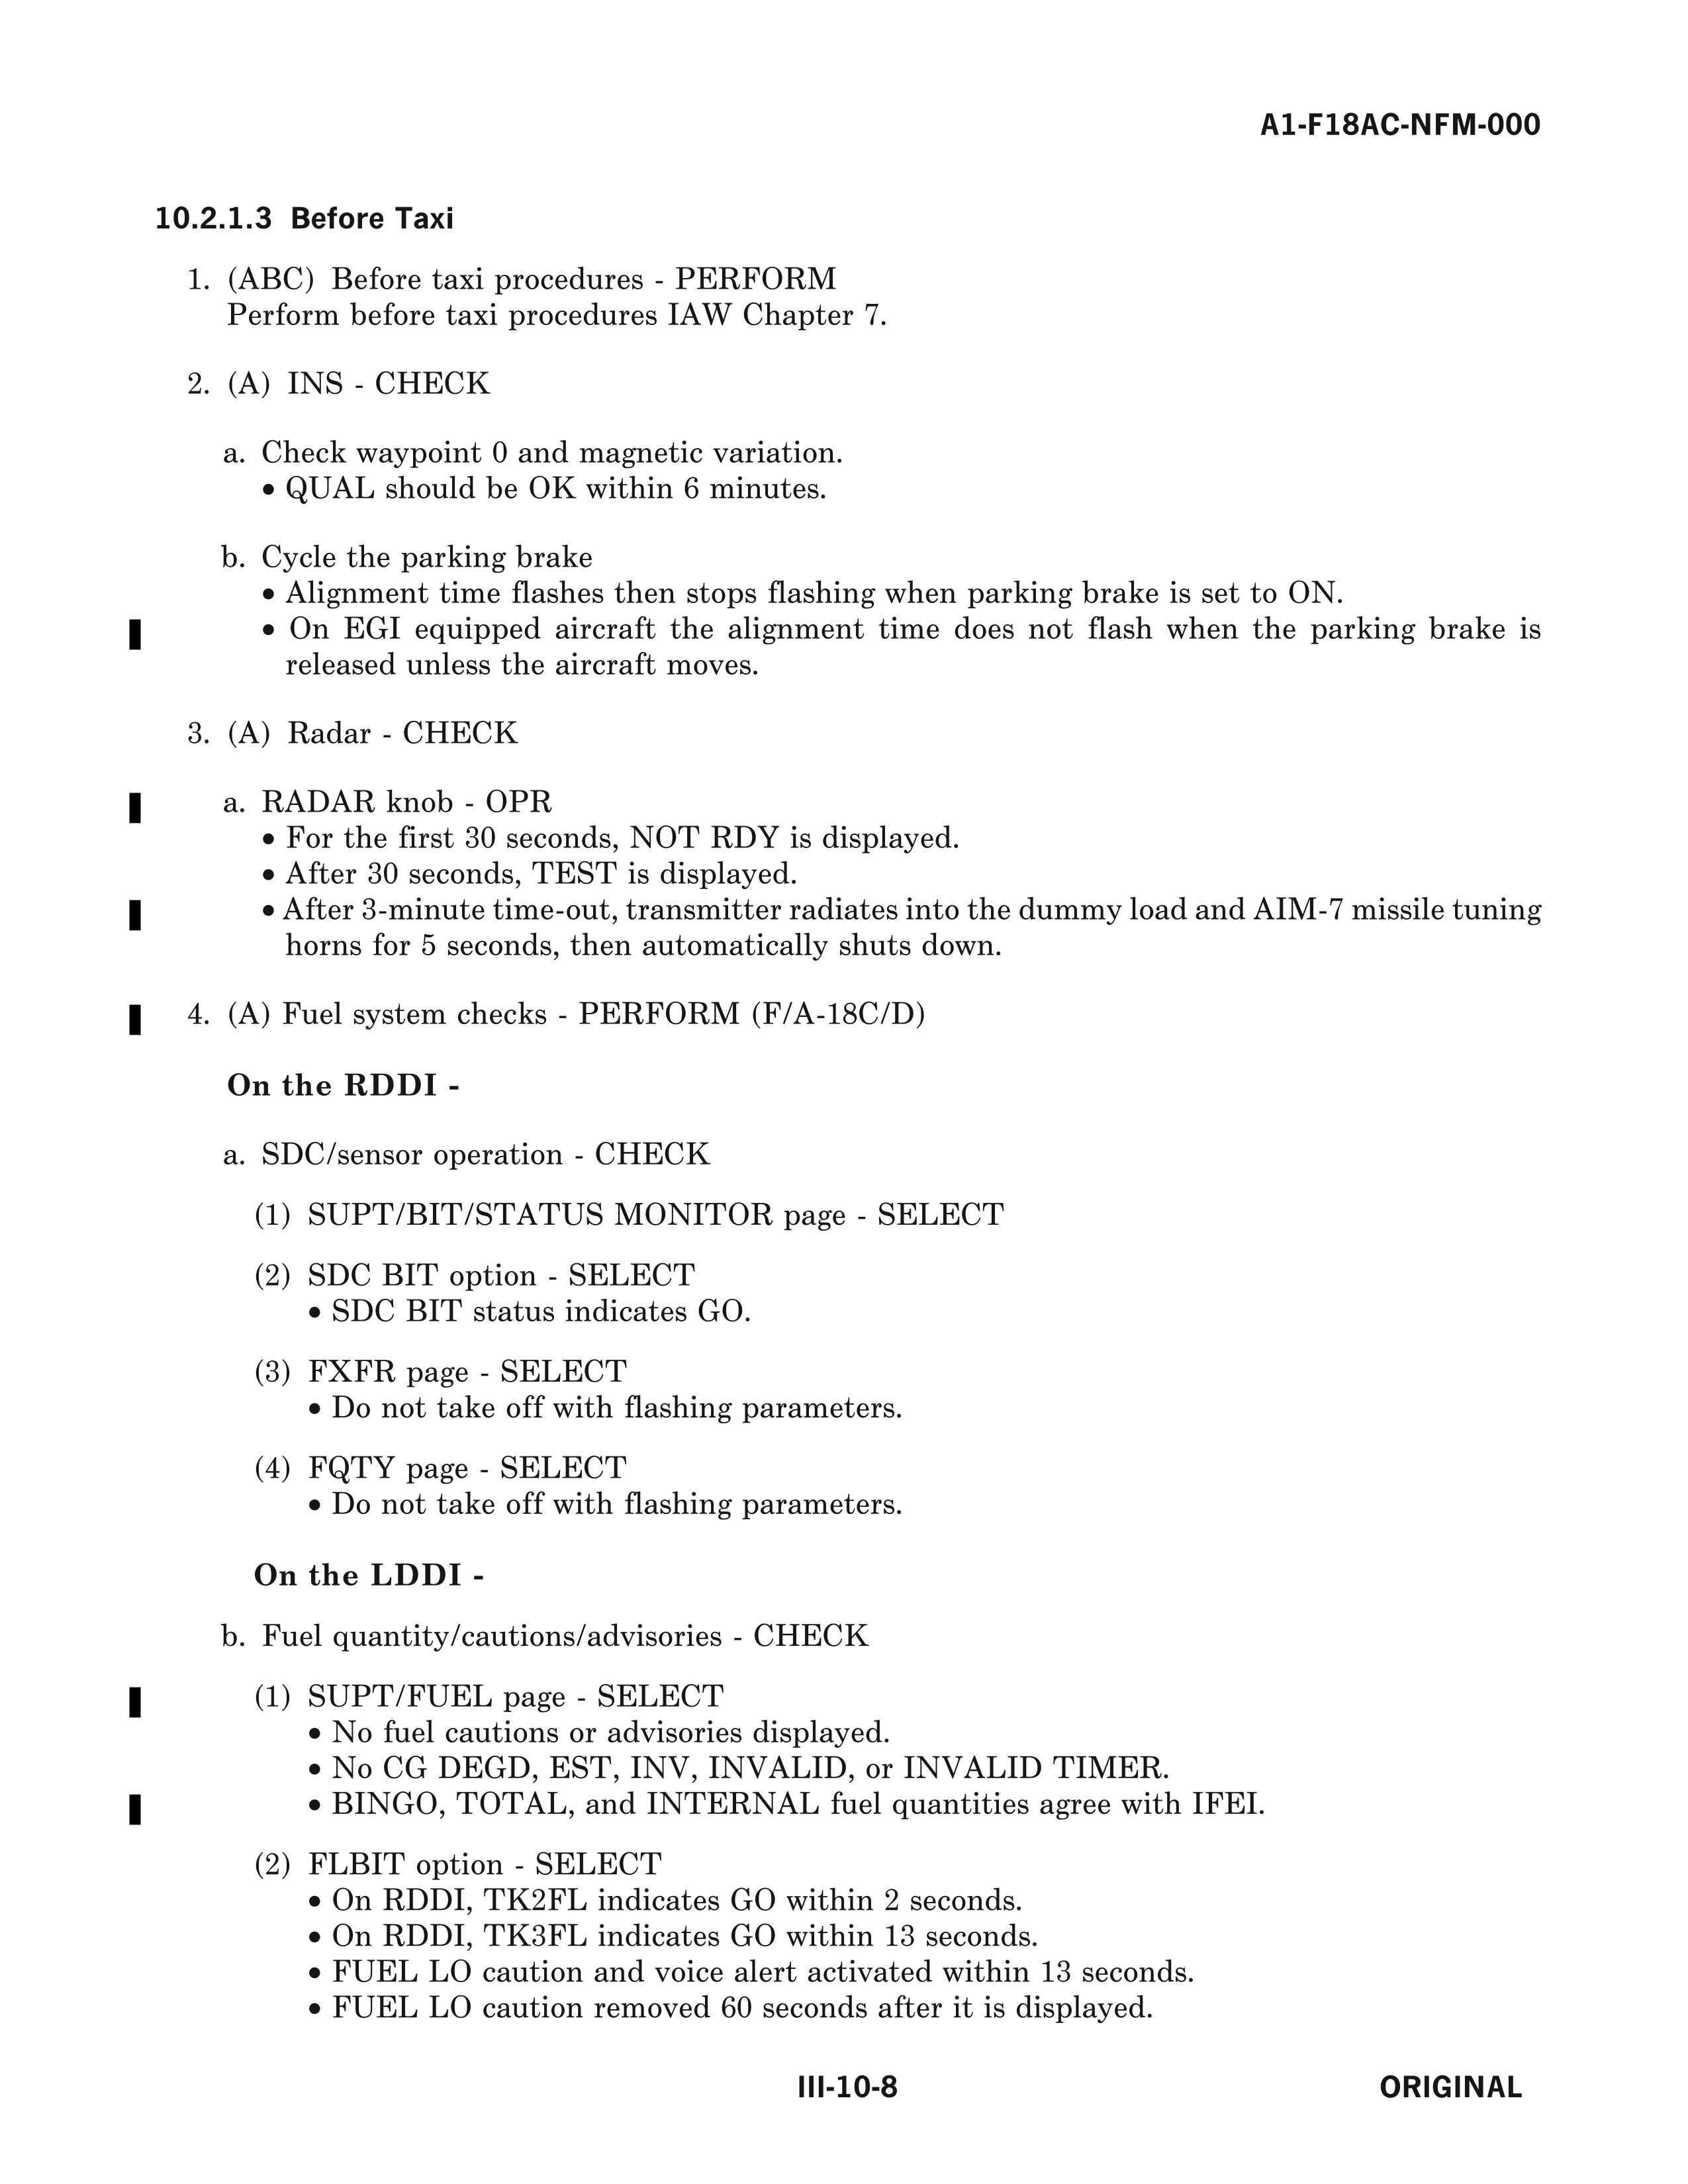 A1-F18AC-NFM-000
10.2.1.3 Before Taxi
1. (ABC) Before taxi procedures - PERFORM
Perform before taxi procedures IAW Chapter 7.
2. (A) INS - CHECK
a. Check waypoint 0 and magnetic variation.
• QUAL should be OK within 6 minutes.
b. Cycle the parking brake
• Alignment time flashes then stops flashing when parking brake is set to ON.
• On EGI equipped aircraft the alignment time does not flash when the parking brake is
released unless the aircraft moves.
3. (A) Radar - CHECK
a. RADAR knob - OPR
• For the first 30 seconds, NOT RDY is displayed.
• After 30 seconds, TEST is displayed.
• After 3-minute time-out, transmitter radiates into the dummy load and AIM-7 missile tuning
horns for 5 seconds, then automatically shuts down.
4. (A) Fuel system checks - PERFORM (F/A-18C/D)
On the RDDI -
a. SDC/sensor operation - CHECK
(1) SUPT/BIT/STATUS MONITOR page - SELECT
(2) SDC BIT option - SELECT
• SDC BIT status indicates GO.
(3) FXFR page - SELECT
• Do not take off with flashing parameters.
(4) FQTY page - SELECT
• Do not take off with flashing parameters.
On the LDDI -
b. Fuel quantity/cautions/advisories - CHECK
(1) SUPT/FUEL page - SELECT
• No fuel cautions or advisories displayed.
• No CG DEGD, EST, INV, INVALID, or INVALID TIMER.
• BINGO, TOTAL, and INTERNAL fuel quantities agree with IFEI.
(2) FLBIT option - SELECT
• On RDDI, TK2FL indicates GO within 2 seconds.
• On RDDI, TK3FL indicates GO within 13 seconds.
• FUEL LO caution and voice alert activated within 13 seconds.
• FUEL LO caution removed 60 seconds after it is displayed.
III-10-8
ORIGINAL